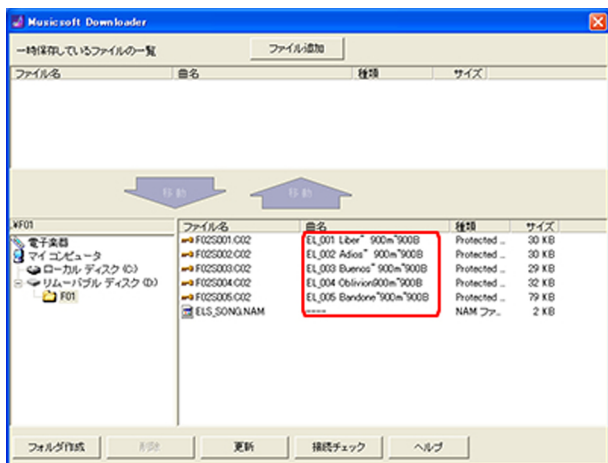 Musicsoft Downloader
一時保存しているファイルの一覧 ファイル追加
ファイル名 曲名 種類 サイズ
移動 移動
.¥F01
ファイル名 曲名 種類 サイズ
電子楽器
マイ コンピュータ
ローカル ディスク (C:)
リムーバブル ディスク (D:)
F01
F02S001.C02 EL_001 Liber" 900m"900B Protected ... 30 KB
F02S002.C02 EL_002 Adios" 900m"900B Protected ... 30 KB
F02S003.C02 EL_003 Buenos" 900m"900B Protected ... 29 KB
F02S004.C02 EL_004 Oblivion900m"900B Protected ... 32 KB
F02S005.C02 EL_005 Bandone"900m"900B Protected ... 79 KB
ELS_SONG.NAM ---- NAM ファ... 2 KB
フォルダ作成 削除 更新 接続チェック ヘルプ